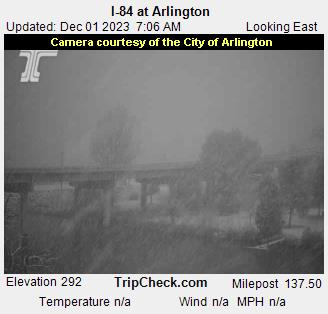 I-84 at Arlington
Updated: Dec 01 2023 7:06 AM Looking East
Camera courtesy of the City of Arlington
Elevation 292 TripCheck.com Milepost 137.50
Temperature n/a Wind n/a MPH n/a